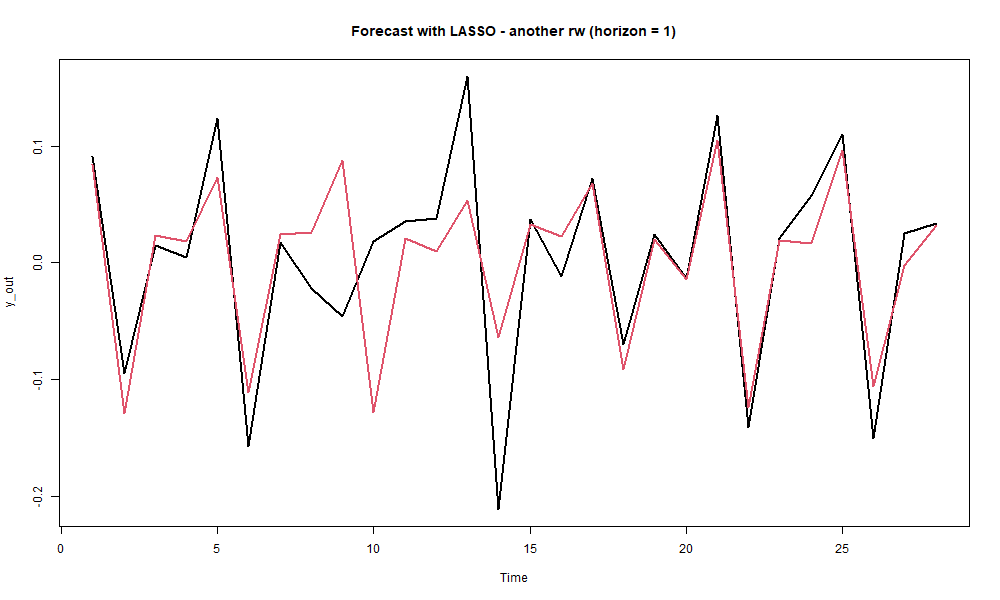 Forecast with LASSO - another rw (horizon = 1)
y_out
0.1
0.0
-0.1
-0.2
0 5 10 15 20 25
Time